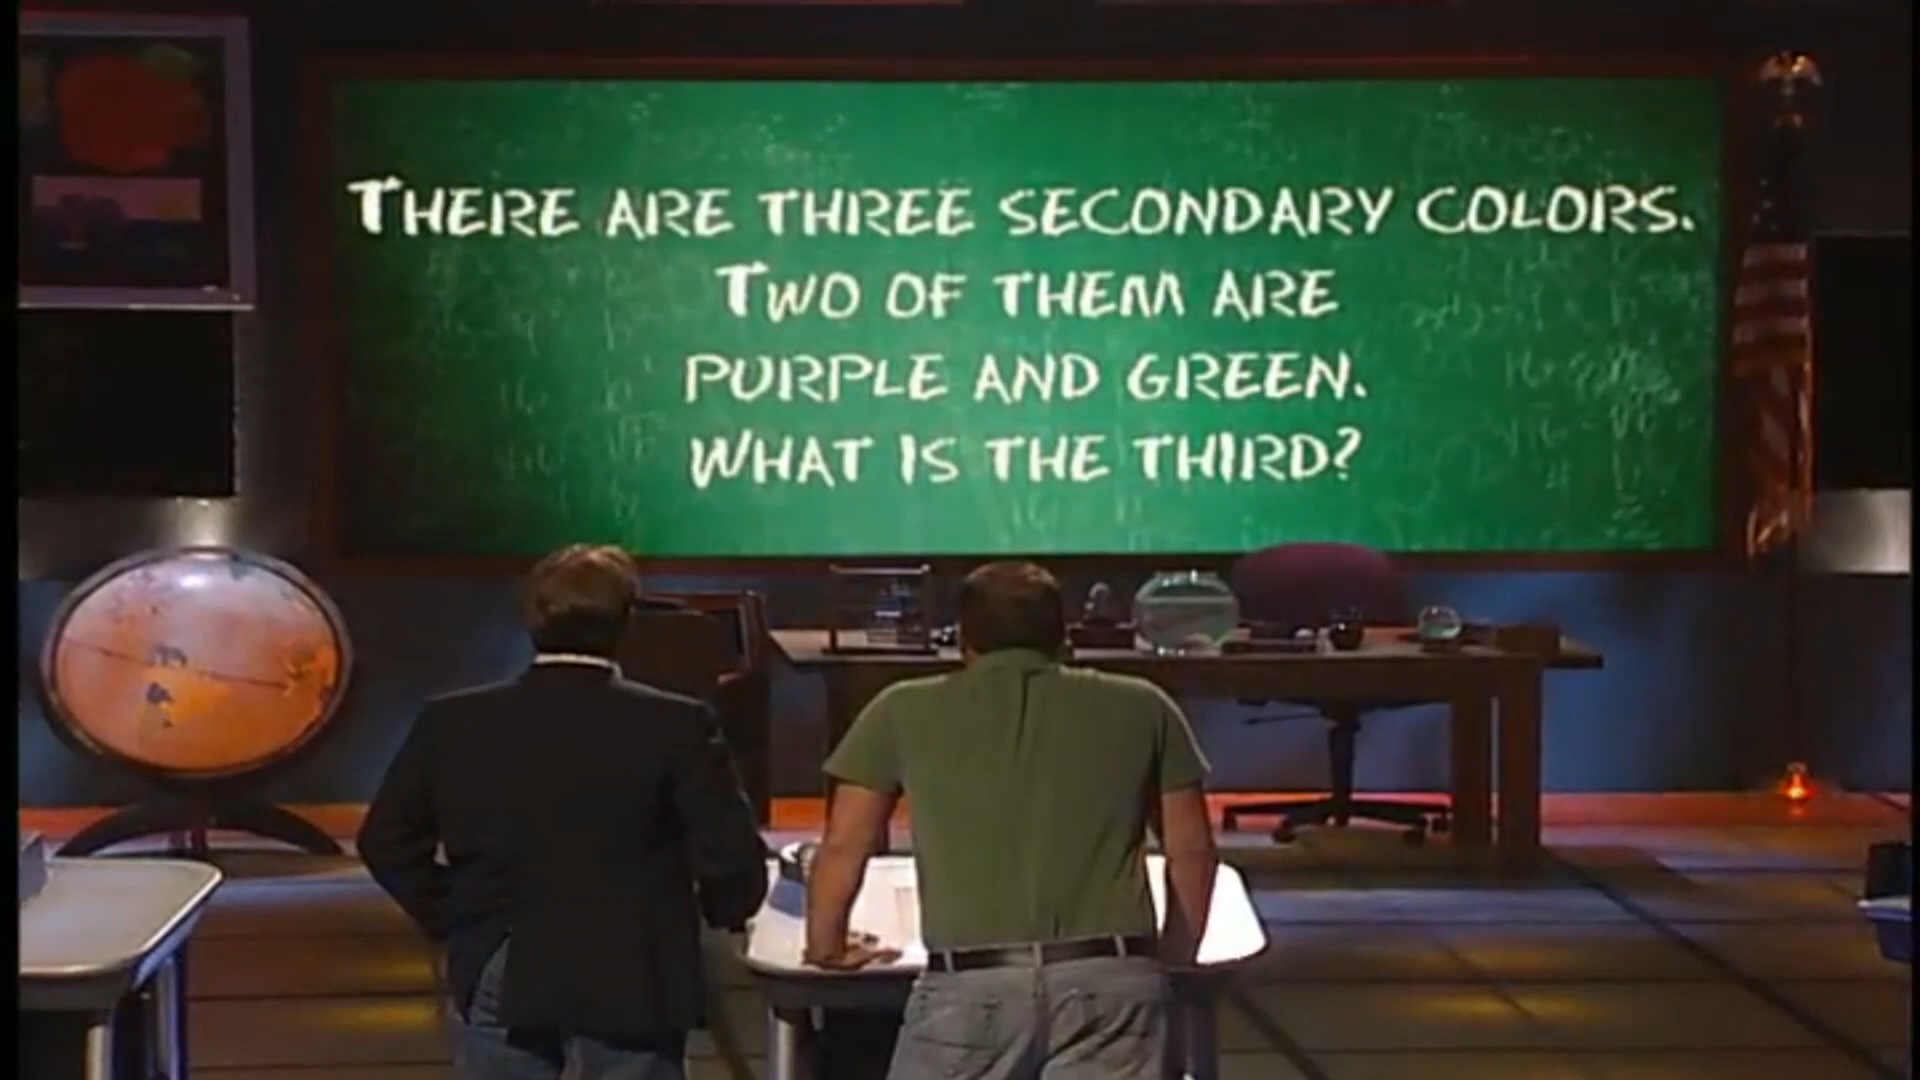 THERE ARE THREE SECONDARY COLORS.
TWO OF THEM ARE
PURPLE AND GREEN.
WHAT IS THE THIRD?